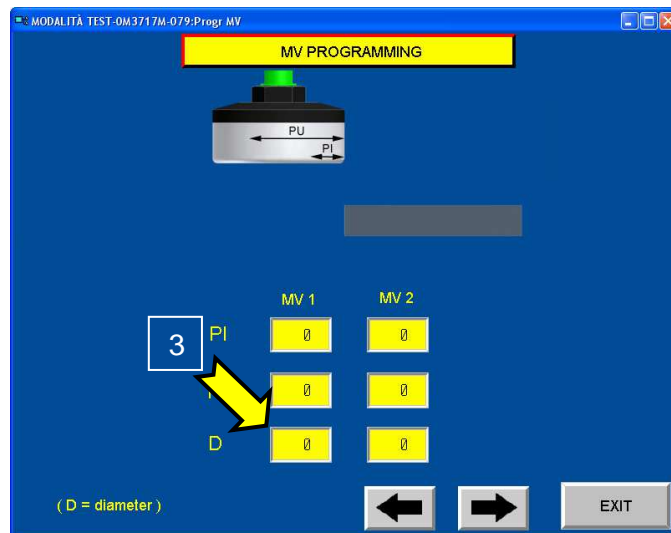 MODALITÀ TEST-0M3717M-079:Progr MV
MV PROGRAMMING
PU
PI
MV 1 MV 2
PI 0 0
3
0 0
D 0 0
( D = diameter )
EXIT